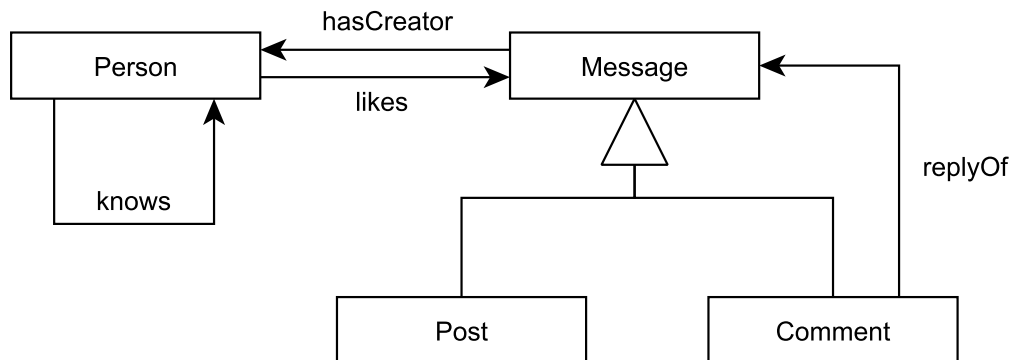 hasCreator
Person
Message
likes
replyOf
knows
Post
Comment